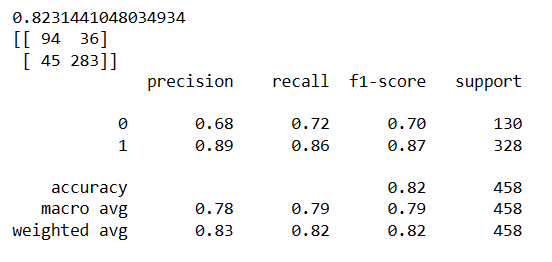 0.8231441048034934
[[ 94  36]
 [ 45 283]]
              precision    recall  f1-score   support

           0       0.68      0.72      0.70       130
           1       0.89      0.86      0.87       328

    accuracy                           0.82       458
   macro avg       0.78      0.79      0.79       458
weighted avg       0.83      0.82      0.82       458